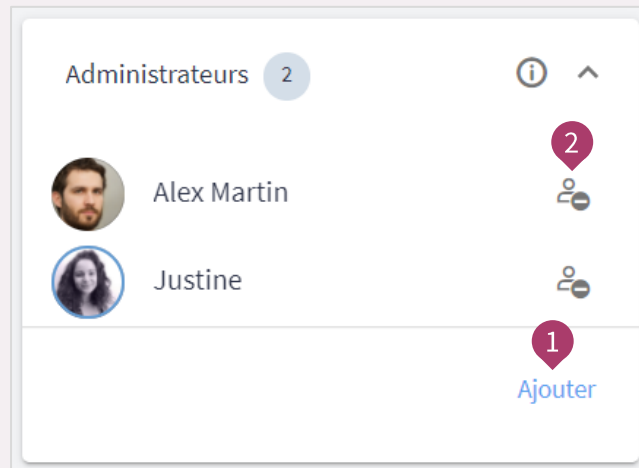 Administrateurs 2
2
Alex Martin
Justine
1
Ajouter